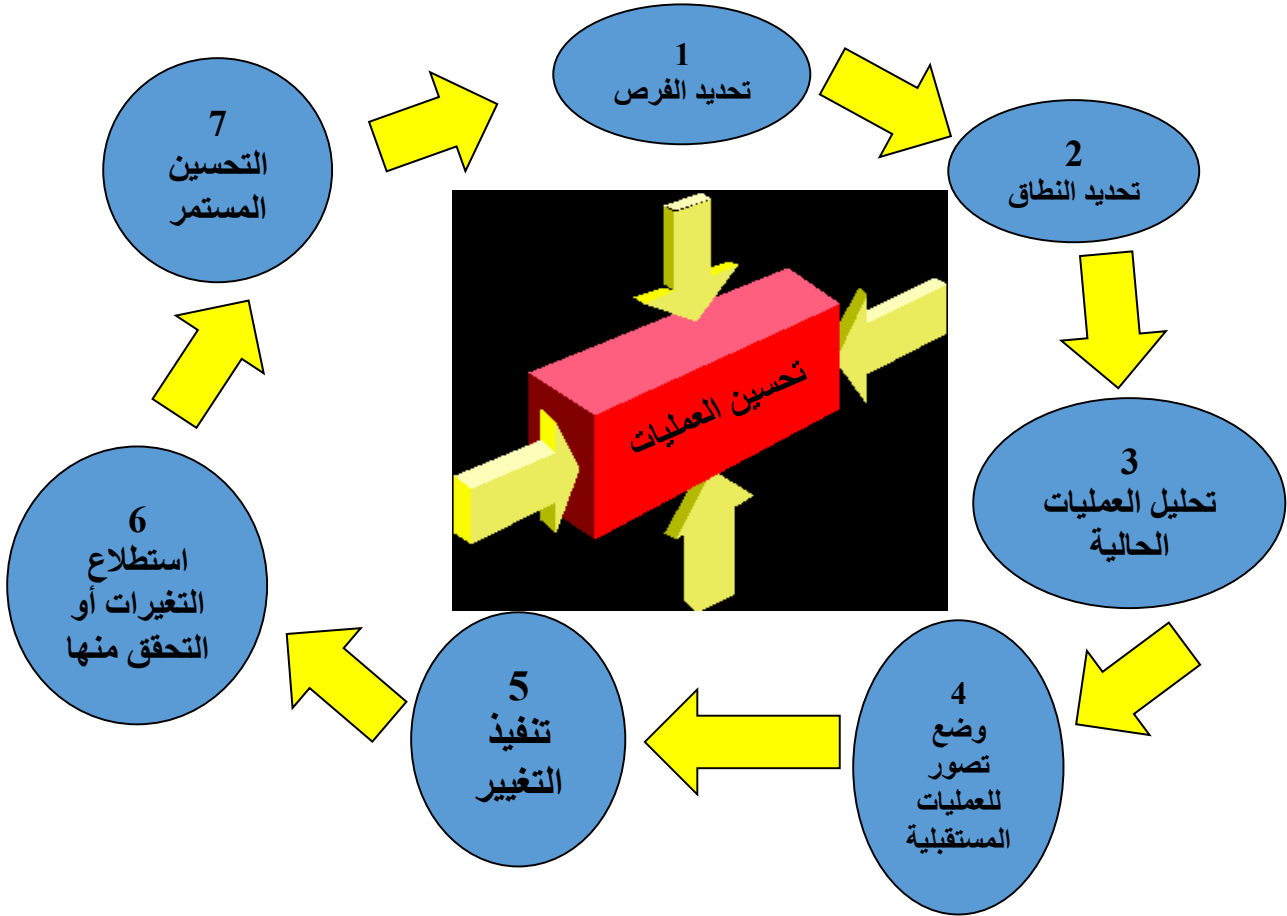 1
تحديد الفرص
2
تحديد النطاق
3
تحليل العمليات
الحالية
4
وضع
تصور
للعمليات
المستقبلية
5
تنفيذ
التغيير
6
استطلاع
التغيرات أو
التحقق منها
7
التحسين
المستمر
تحسين العمليات